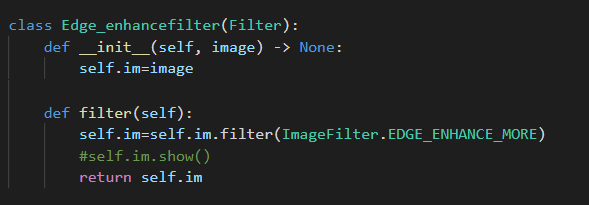 class Edge_enhancefilter(Filter):
    def __init__(self, image) -> None:
        self.im=image

    def filter(self):
        self.im=self.im.filter(ImageFilter.EDGE_ENHANCE_MORE)
        #self.im.show()
        return self.im